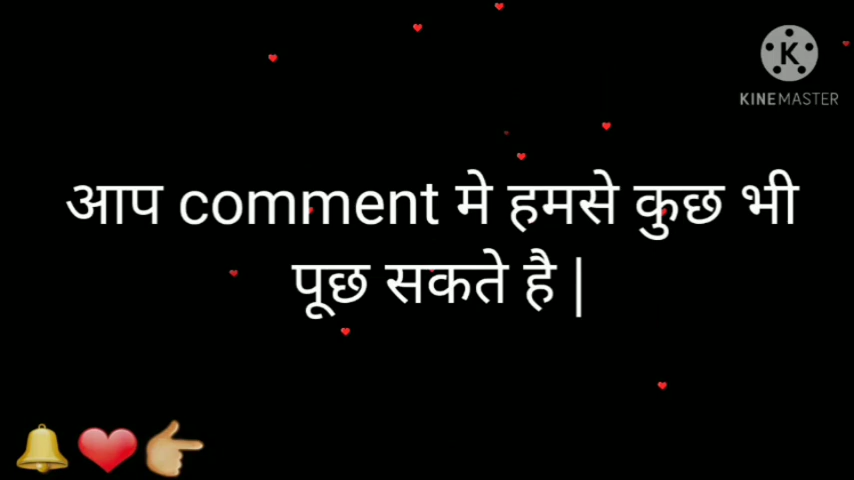 KINEMASTER
आप comment मे हमसे कुछ भी
पूछ सकते है |